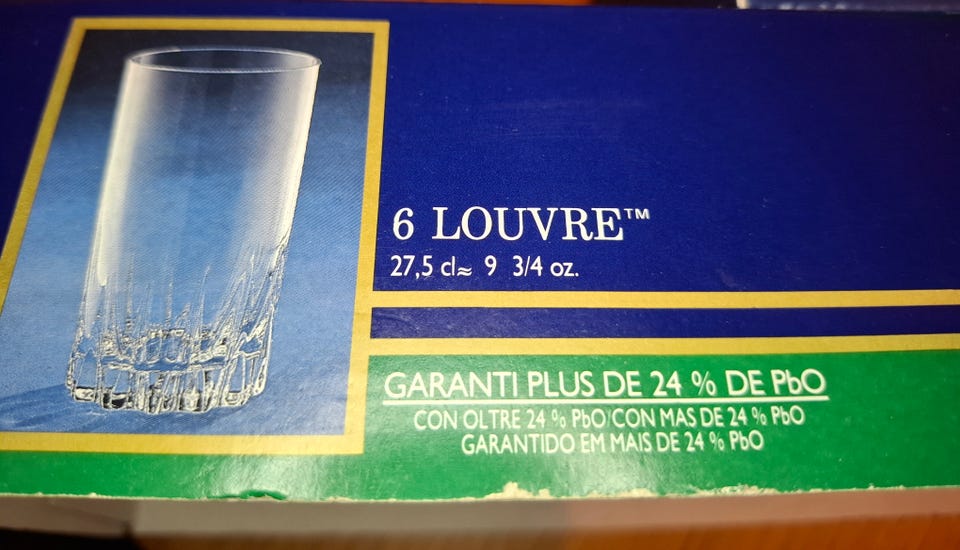 6 LOUVRE™
27,5 cl≈ 9 3/4 oz.
GARANTI PLUS DE 24 % DE PbO
CON OLTRE 24 % PbO/CON MAS DE 24 % PbO
GARANTIDO EM MAIS DE 24 % PbO